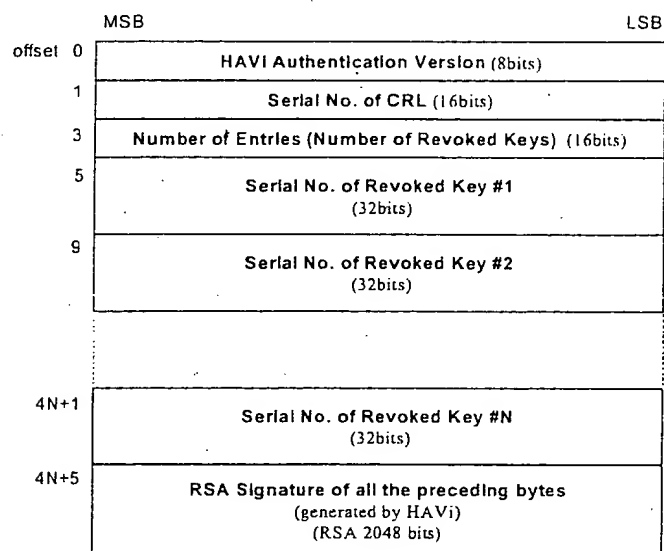 MSB LSB
offset 0
HAVi Authentication Version (8bits)
1
Serial No. of CRL (16bits)
3
Number of Entries (Number of Revoked Keys) (16bits)
5
Serial No. of Revoked Key #1
(32bits)
9
Serial No. of Revoked Key #2
(32bits)
4N+1
Serial No. of Revoked Key #N
(32bits)
4N+5
RSA Signature of all the preceding bytes
(generated by HAVi)
(RSA 2048 bits)